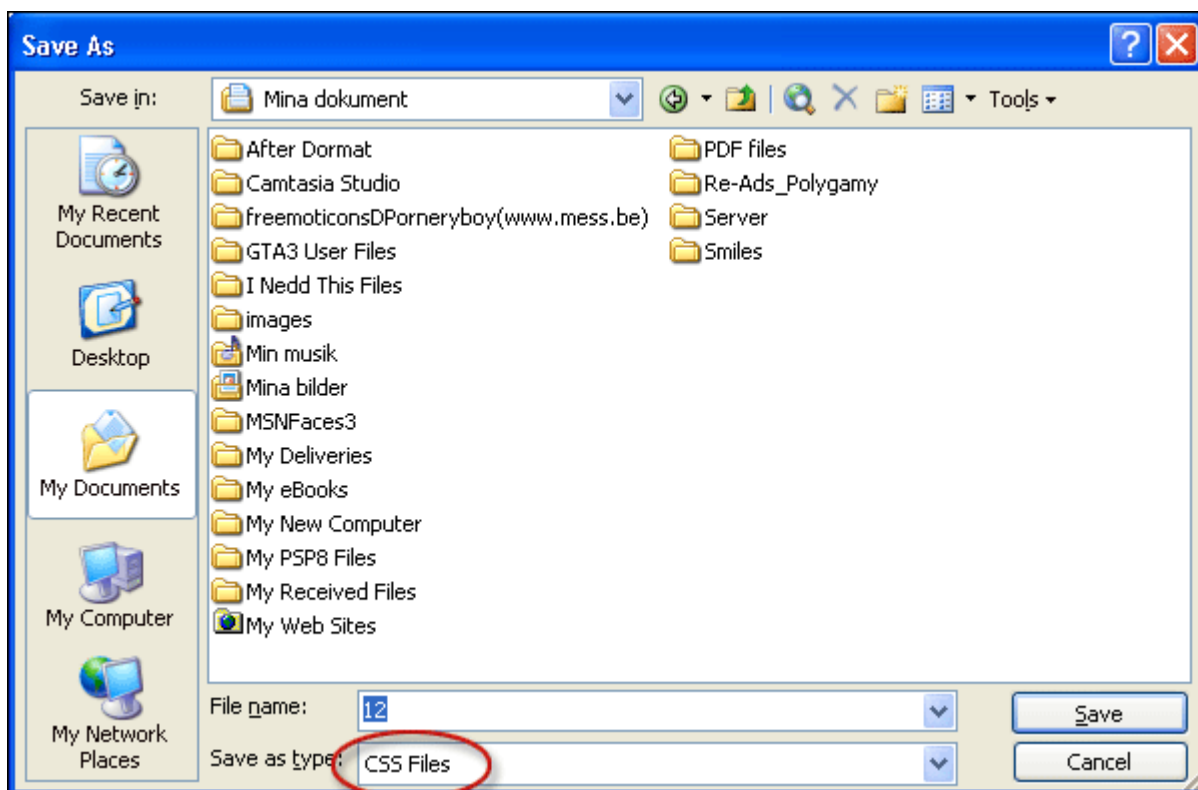 Save As
Save in:
Mina dokument
Tools
My Recent
Documents
Desktop
My Documents
My Computer
My Network
Places
After Dormat
Camtasia Studio
freemoticonsDPorneryboy(www.mess.be)
GTA3 User Files
I Nedd This Files
images
Min musik
Mina bilder
MSNFaces3
My Deliveries
My eBooks
My New Computer
My PSP8 Files
My Received Files
My Web Sites
PDF files
Re-Ads_Polygamy
Server
Smiles
File name:
12
Save
Save as type:
CSS Files
Cancel